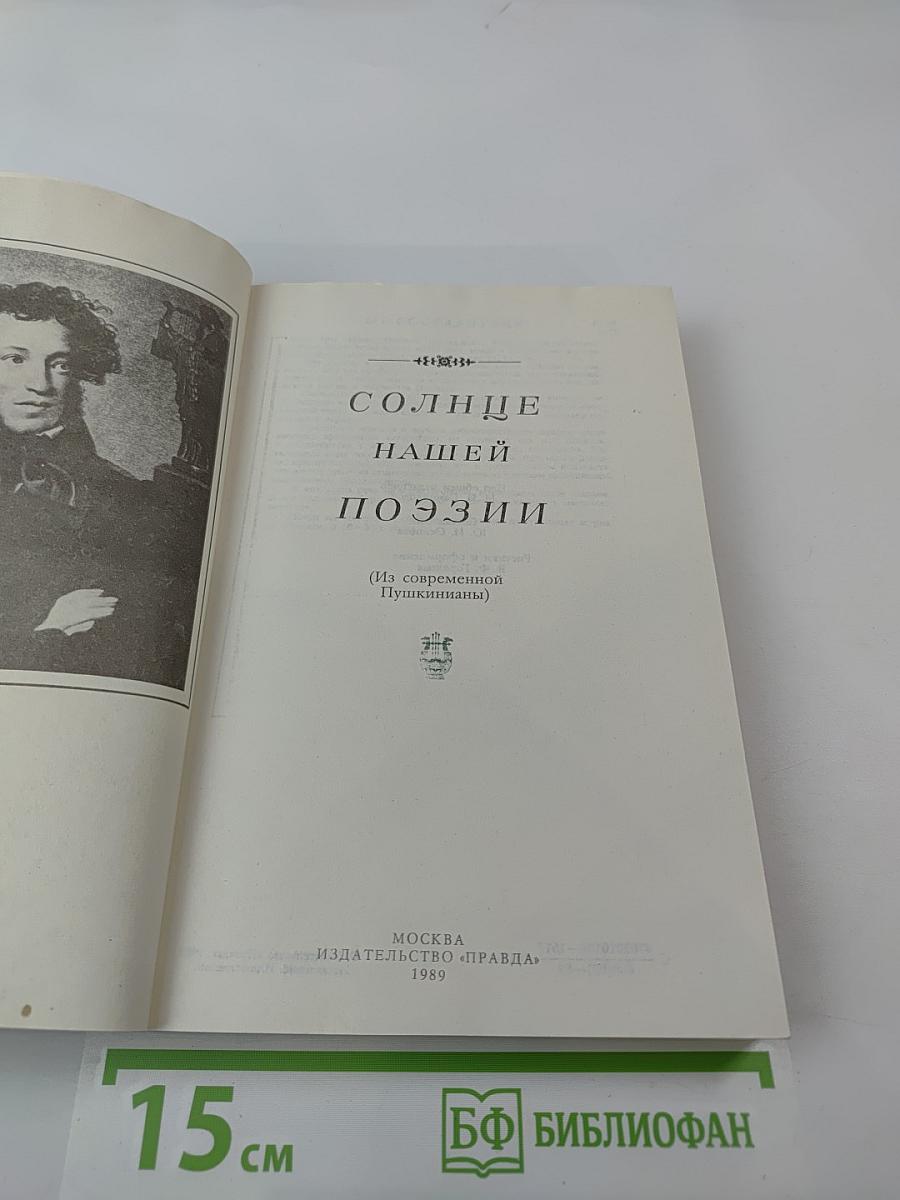 СОЛНЦЕ
НАШЕЙ
ПОЭЗИИ
(Из современной
Пушкинианы)
МОСКВА
ИЗДАТЕЛЬСТВО «ПРАВДА»
1989
15 см
БФ БИБЛИОФАН